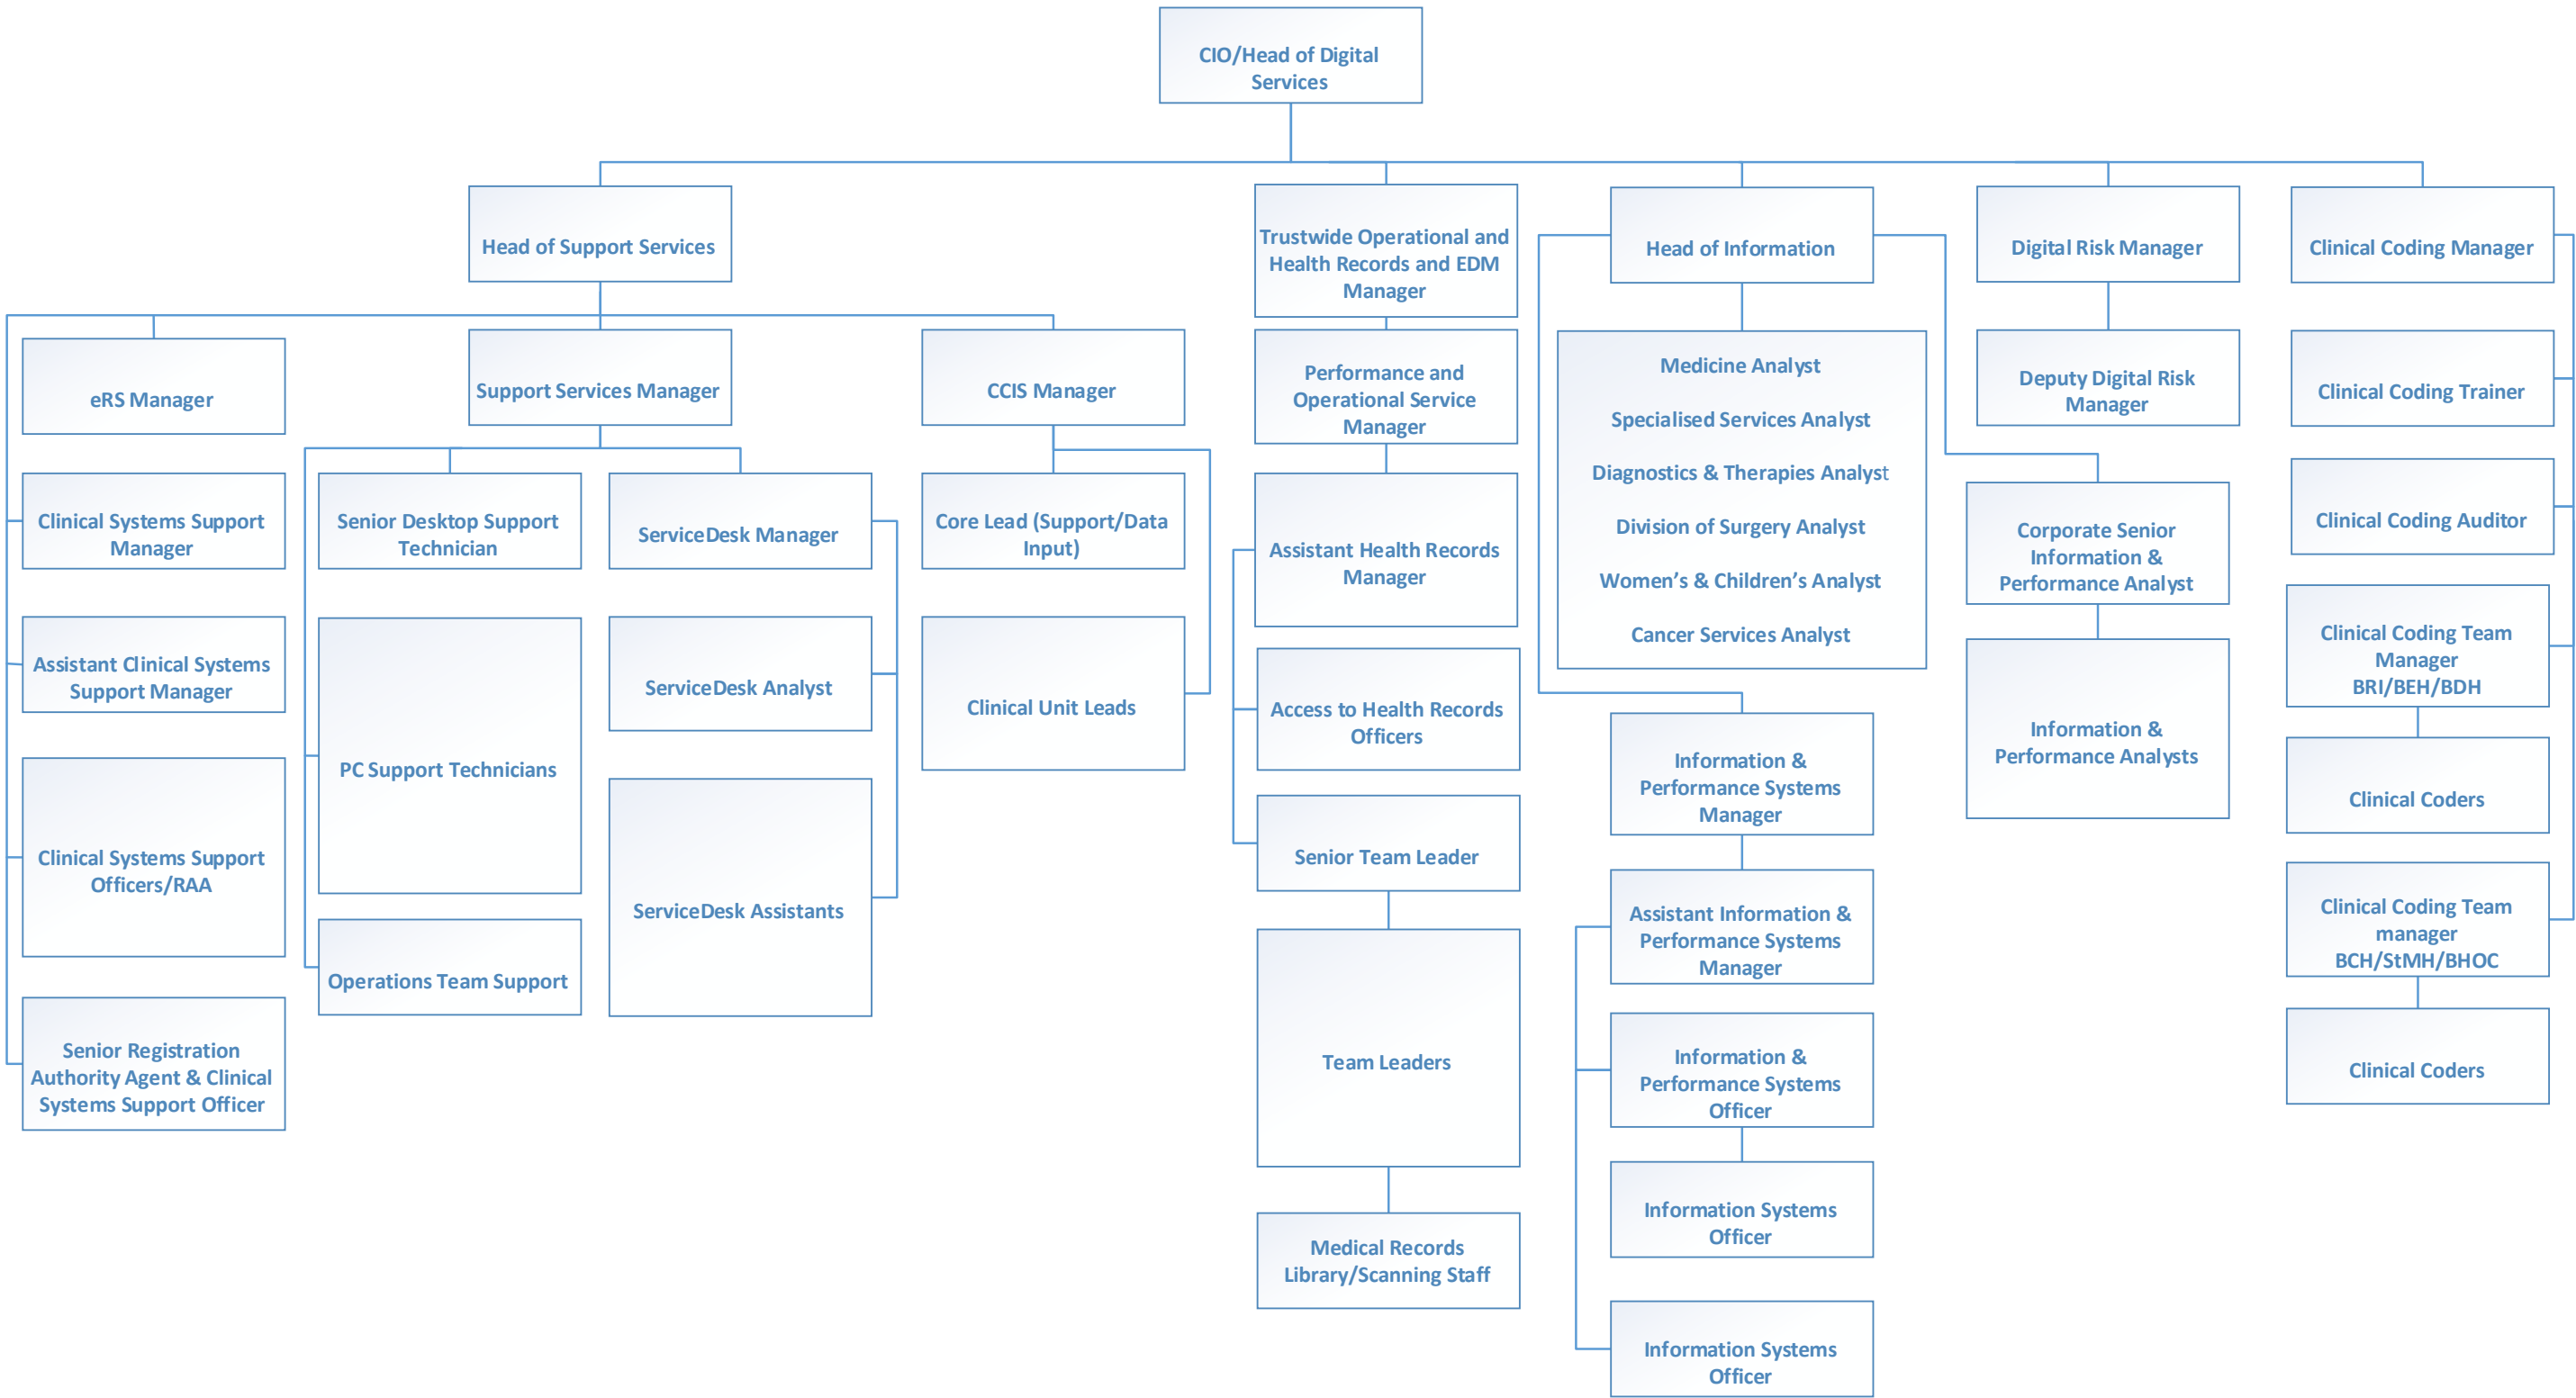 CIO/Head of Digital
Services
Head of Support Services
Trustwide Operational and
Health Records and EDM
Manager
Head of Information
Digital Risk Manager
Clinical Coding Manager
eRS Manager
Support Services Manager
CCIS Manager
Performance and
Operational Service
Manager
Medicine Analyst
Specialised Services Analyst
Diagnostics & Therapies Analyst
Division of Surgery Analyst
Women’s & Children’s Analyst
Cancer Services Analyst
Deputy Digital Risk
Manager
Clinical Coding Trainer
Clinical Systems Support
Manager
Senior Desktop Support
Technician
ServiceDesk Manager
Core Lead (Support/Data
Input)
Assistant Health Records
Manager
Corporate Senior
Information &
Performance Analyst
Clinical Coding Auditor
Assistant Clinical Systems
Support Manager
PC Support Technicians
ServiceDesk Analyst
Clinical Unit Leads
Access to Health Records
Officers
Information &
Performance Systems
Manager
Information &
Performance Analysts
Clinical Coding Team
Manager
BRI/BEH/BDH
Clinical Coders
Clinical Systems Support
Officers/RAA
Operations Team Support
ServiceDesk Assistants
Senior Team Leader
Assistant Information &
Performance Systems
Manager
Clinical Coding Team
manager
BCH/StMH/BHOC
Senior Registration
Authority Agent & Clinical
Systems Support Officer
Team Leaders
Information &
Performance Systems
Officer
Clinical Coders
Medical Records
Library/Scanning Staff
Information Systems
Officer
Information Systems
Officer